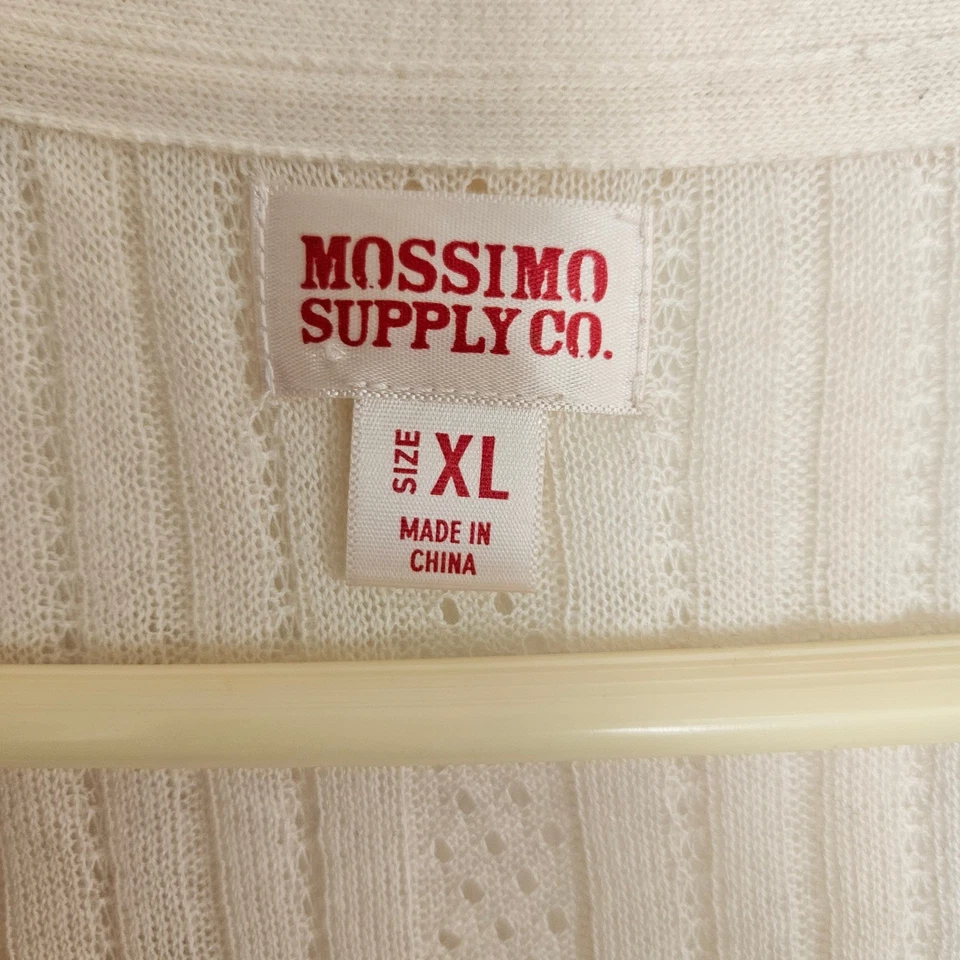 MOSSIMO
SUPPLY CO.
SIZE XL
MADE IN
CHINA